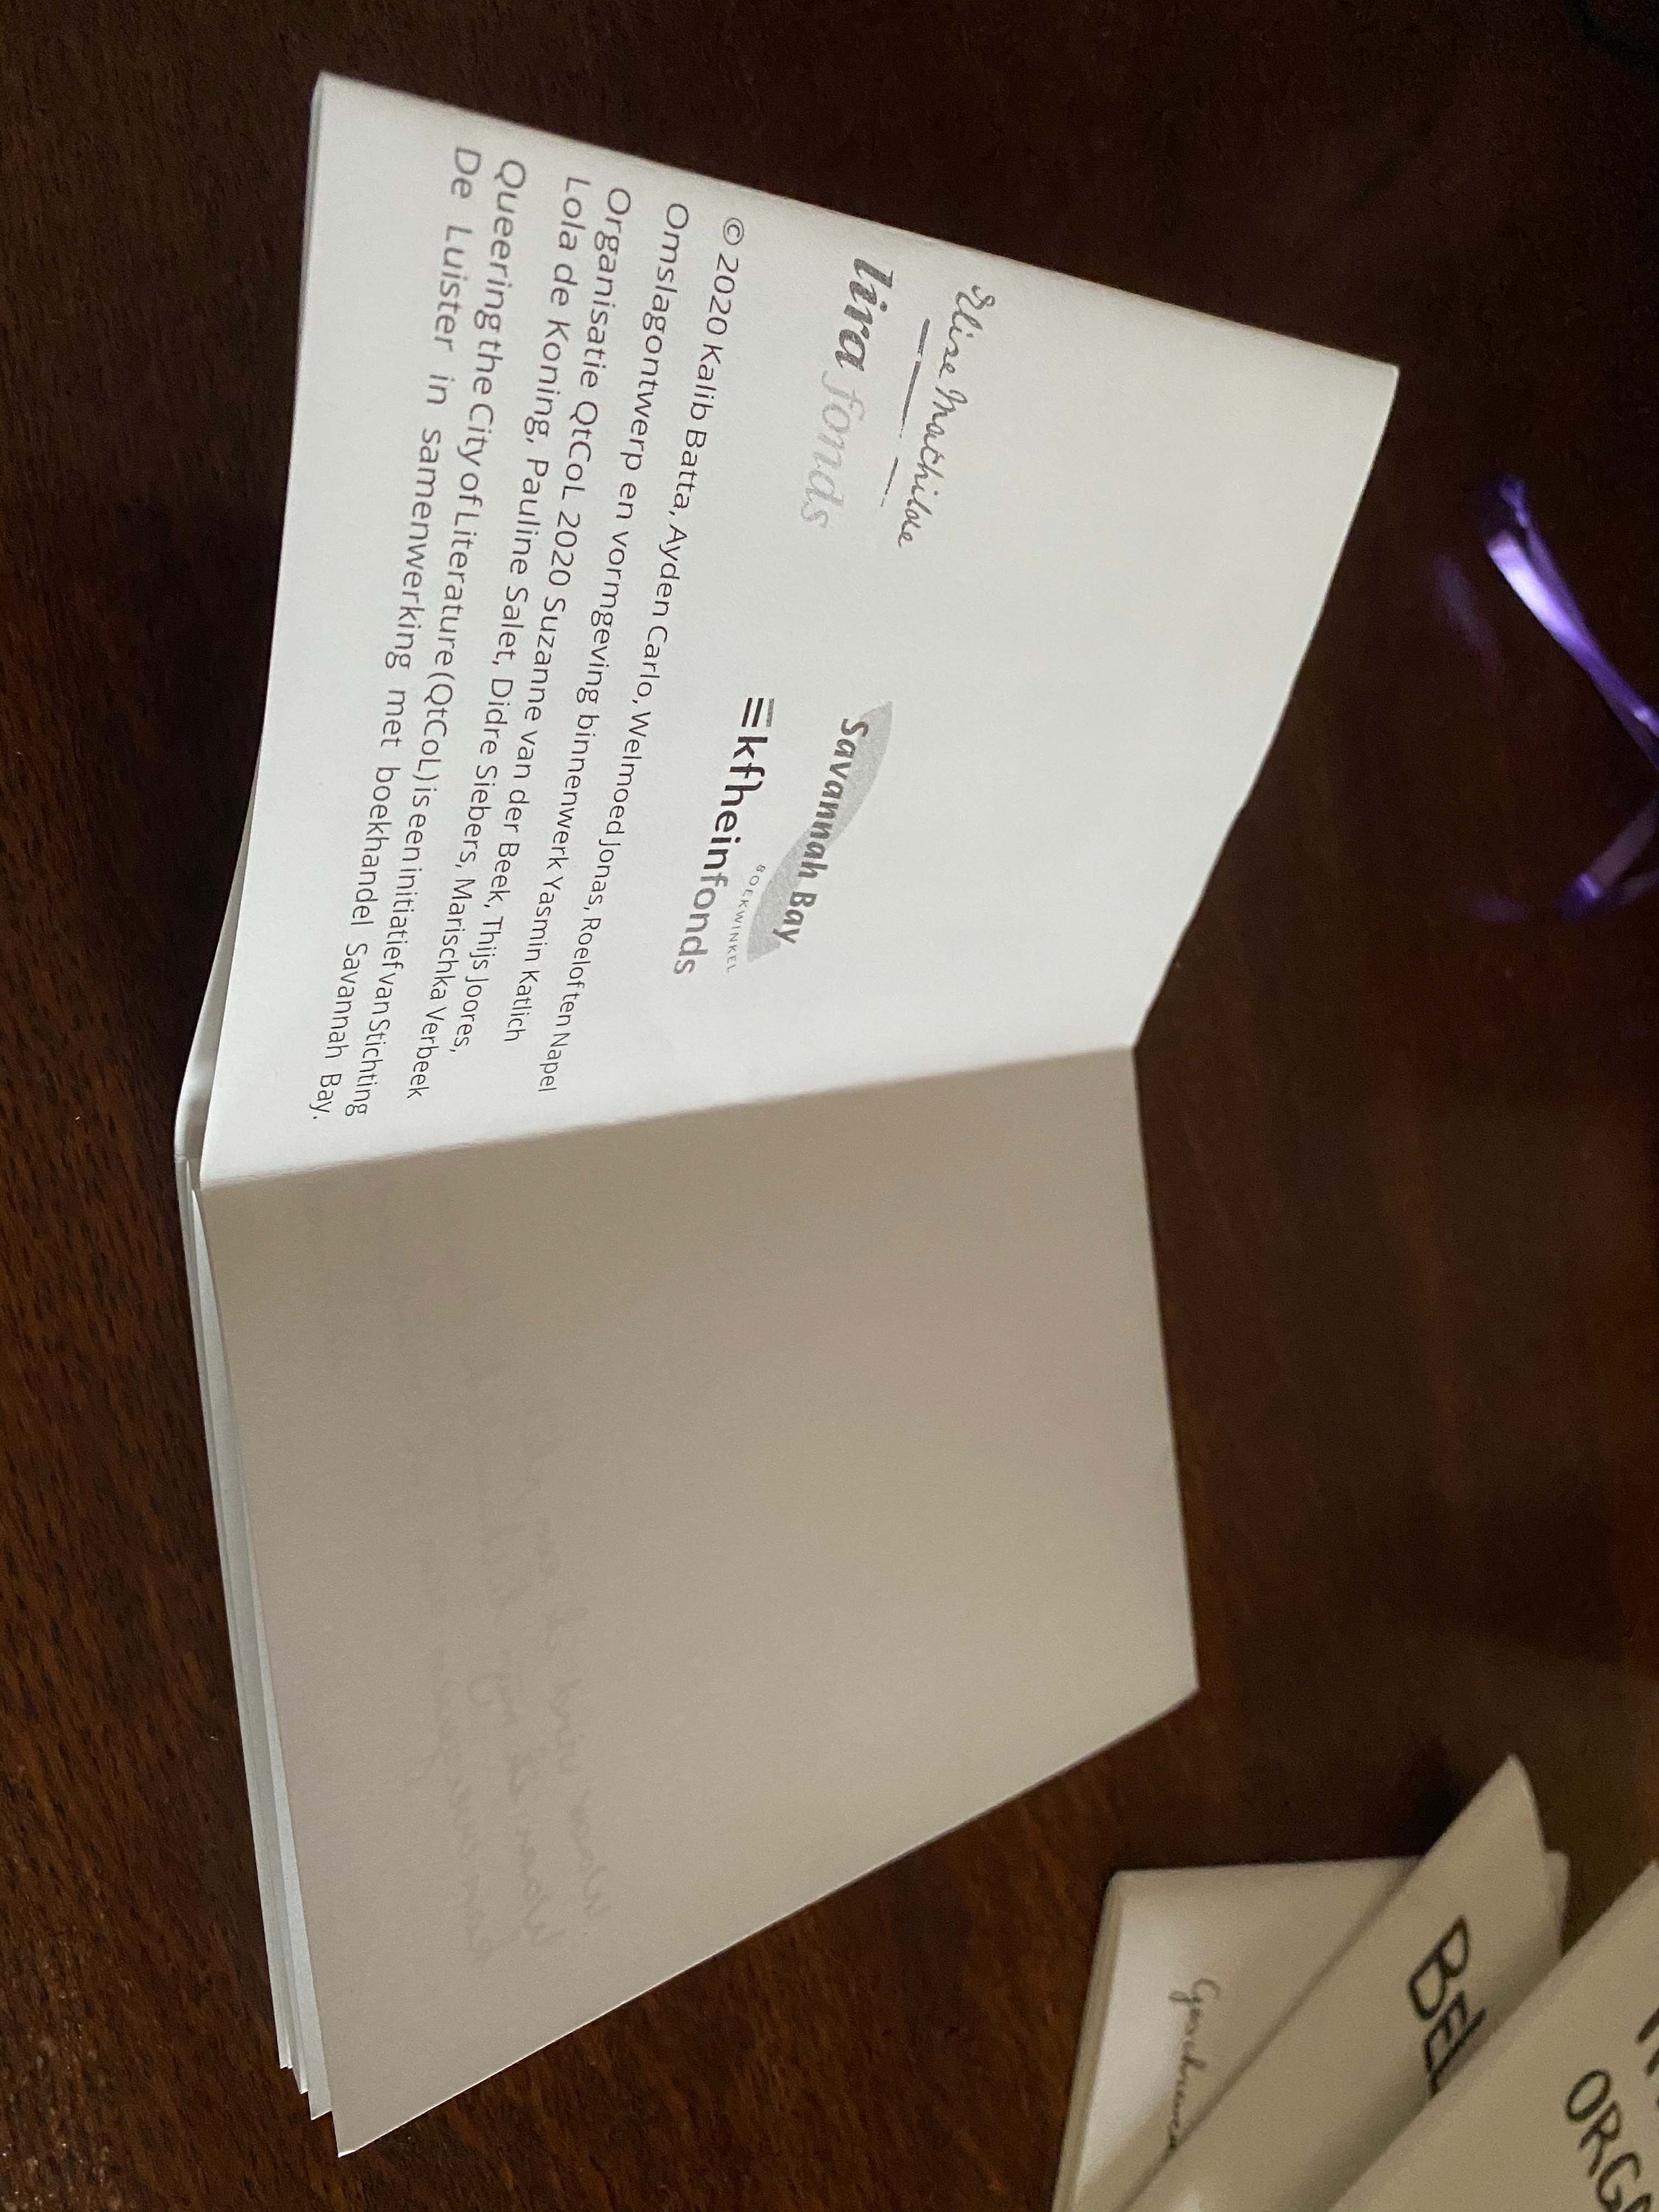 Elise Mathilde
lira fonds
Savannah Bay
BOEKWINKEL
kfheinfonds
© 2020 Kalib Batta, Ayden Carlo, Welmoed Jonas, Roelof ten Napel
Omslagontwerp en vormgeving binnenwerk Yasmin Katlich
Organisatie QtCoL 2020 Suzanne van der Beek, Thijs Joores,
Lola de Koning, Pauline Salet, Didre Siebers, Marischka Verbeek
Queering the City of Literature (QtCoL) is een initiatief van Stichting
De Luister in samenwerking met boekhandel Savannah Bay.
ORGA
BEL
Geschreven